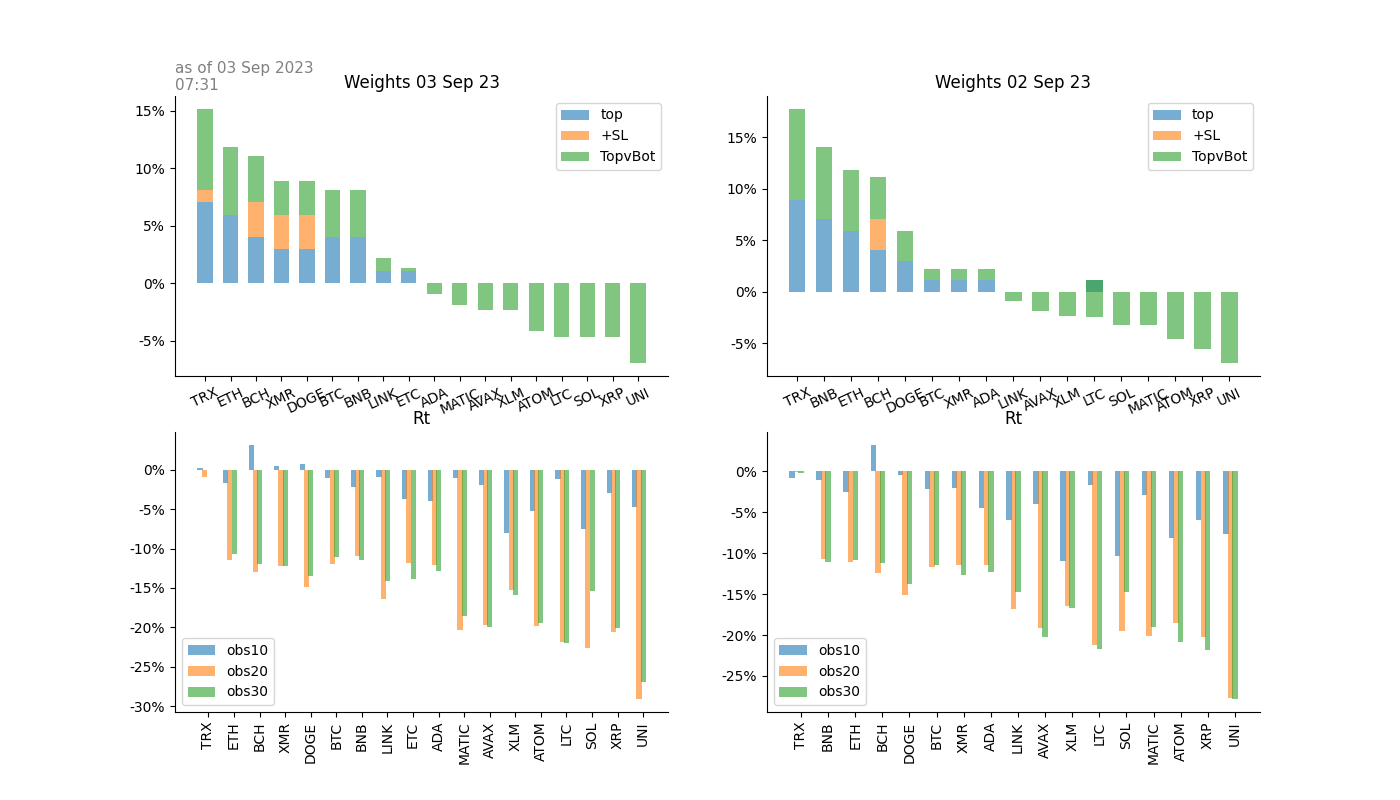 as of 03 Sep 2023
07:31
Weights 03 Sep 23
15%
10%
5%
0%
-5%
top
+SL
TopvBot
TRX ETH BCH XMR DOGE BTC BNB LINK ETC ADA MATIC AVAX XLM ATOM LTC SOL XRP UNI
Weights 02 Sep 23
15%
10%
5%
0%
-5%
top
+SL
TopvBot
TRX BNB ETH BCH DOGE BTC XMR ADA LINK AVAX XLM LTC SOL MATIC ATOM XRP UNI
Rt
0%
-5%
-10%
-15%
-20%
-25%
-30%
obs10
obs20
obs30
TRX ETH BCH XMR DOGE BTC BNB LINK ETC ADA MATIC AVAX XLM ATOM LTC SOL XRP UNI
Rt
0%
-5%
-10%
-15%
-20%
-25%
obs10
obs20
obs30
TRX BNB ETH BCH DOGE BTC XMR ADA LINK AVAX XLM LTC SOL MATIC ATOM XRP UNI